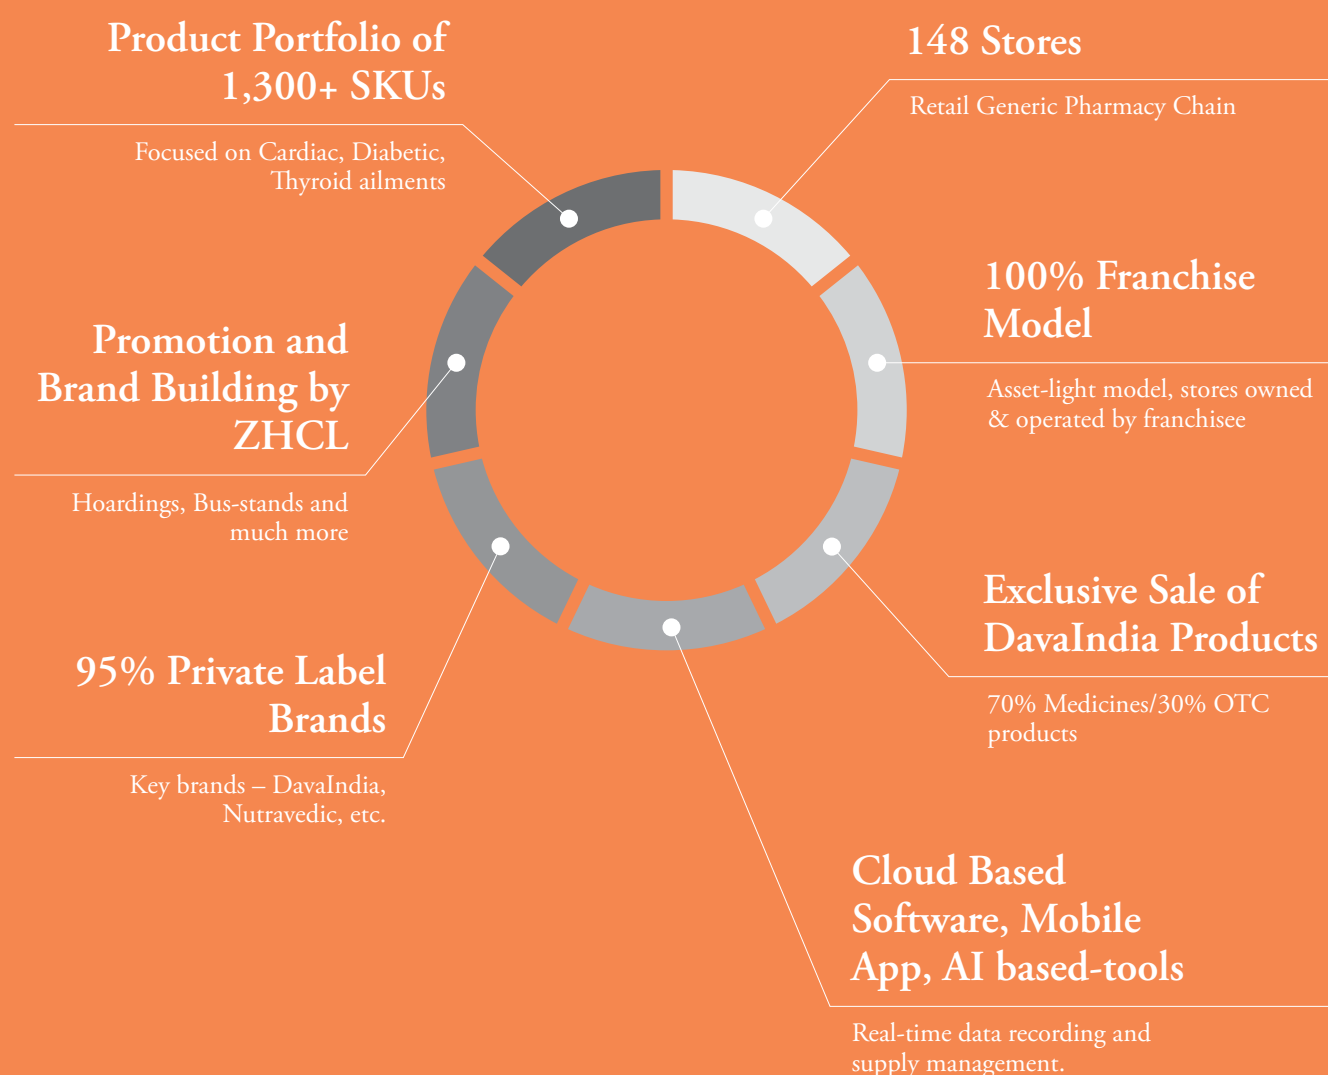 Product Portfolio of
1,300+ SKUs
Focused on Cardiac, Diabetic,
Thyroid ailments
148 Stores
Retail Generic Pharmacy Chain
100% Franchise
Model
Asset-light model, stores owned
& operated by franchisee
Promotion and
Brand Building by
ZHCL
Hoardings, Bus-stands and
much more
Exclusive Sale of
DavaIndia Products
70% Medicines/30% OTC
products
95% Private Label
Brands
Key brands – DavaIndia,
Nutravedic, etc.
Cloud Based
Software, Mobile
App, AI based-tools
Real-time data recording and
supply management.